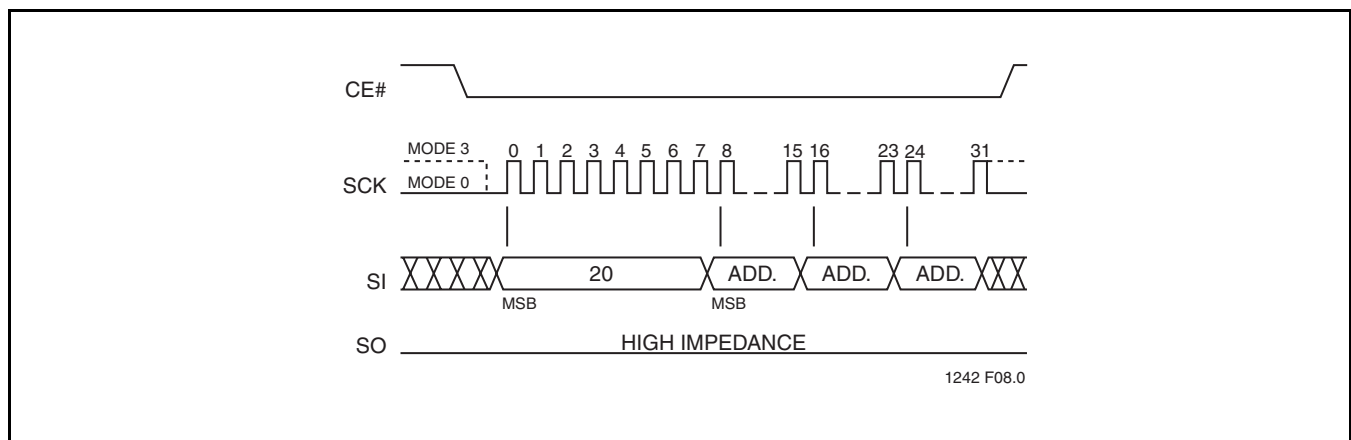 CE#
MODE 3
0 1 2 3 4 5 6 7 8 15 16 23 24 31
SCK MODE 0
SI 20 ADD. ADD. ADD.
MSB MSB
SO HIGH IMPEDANCE
1242 F08.0